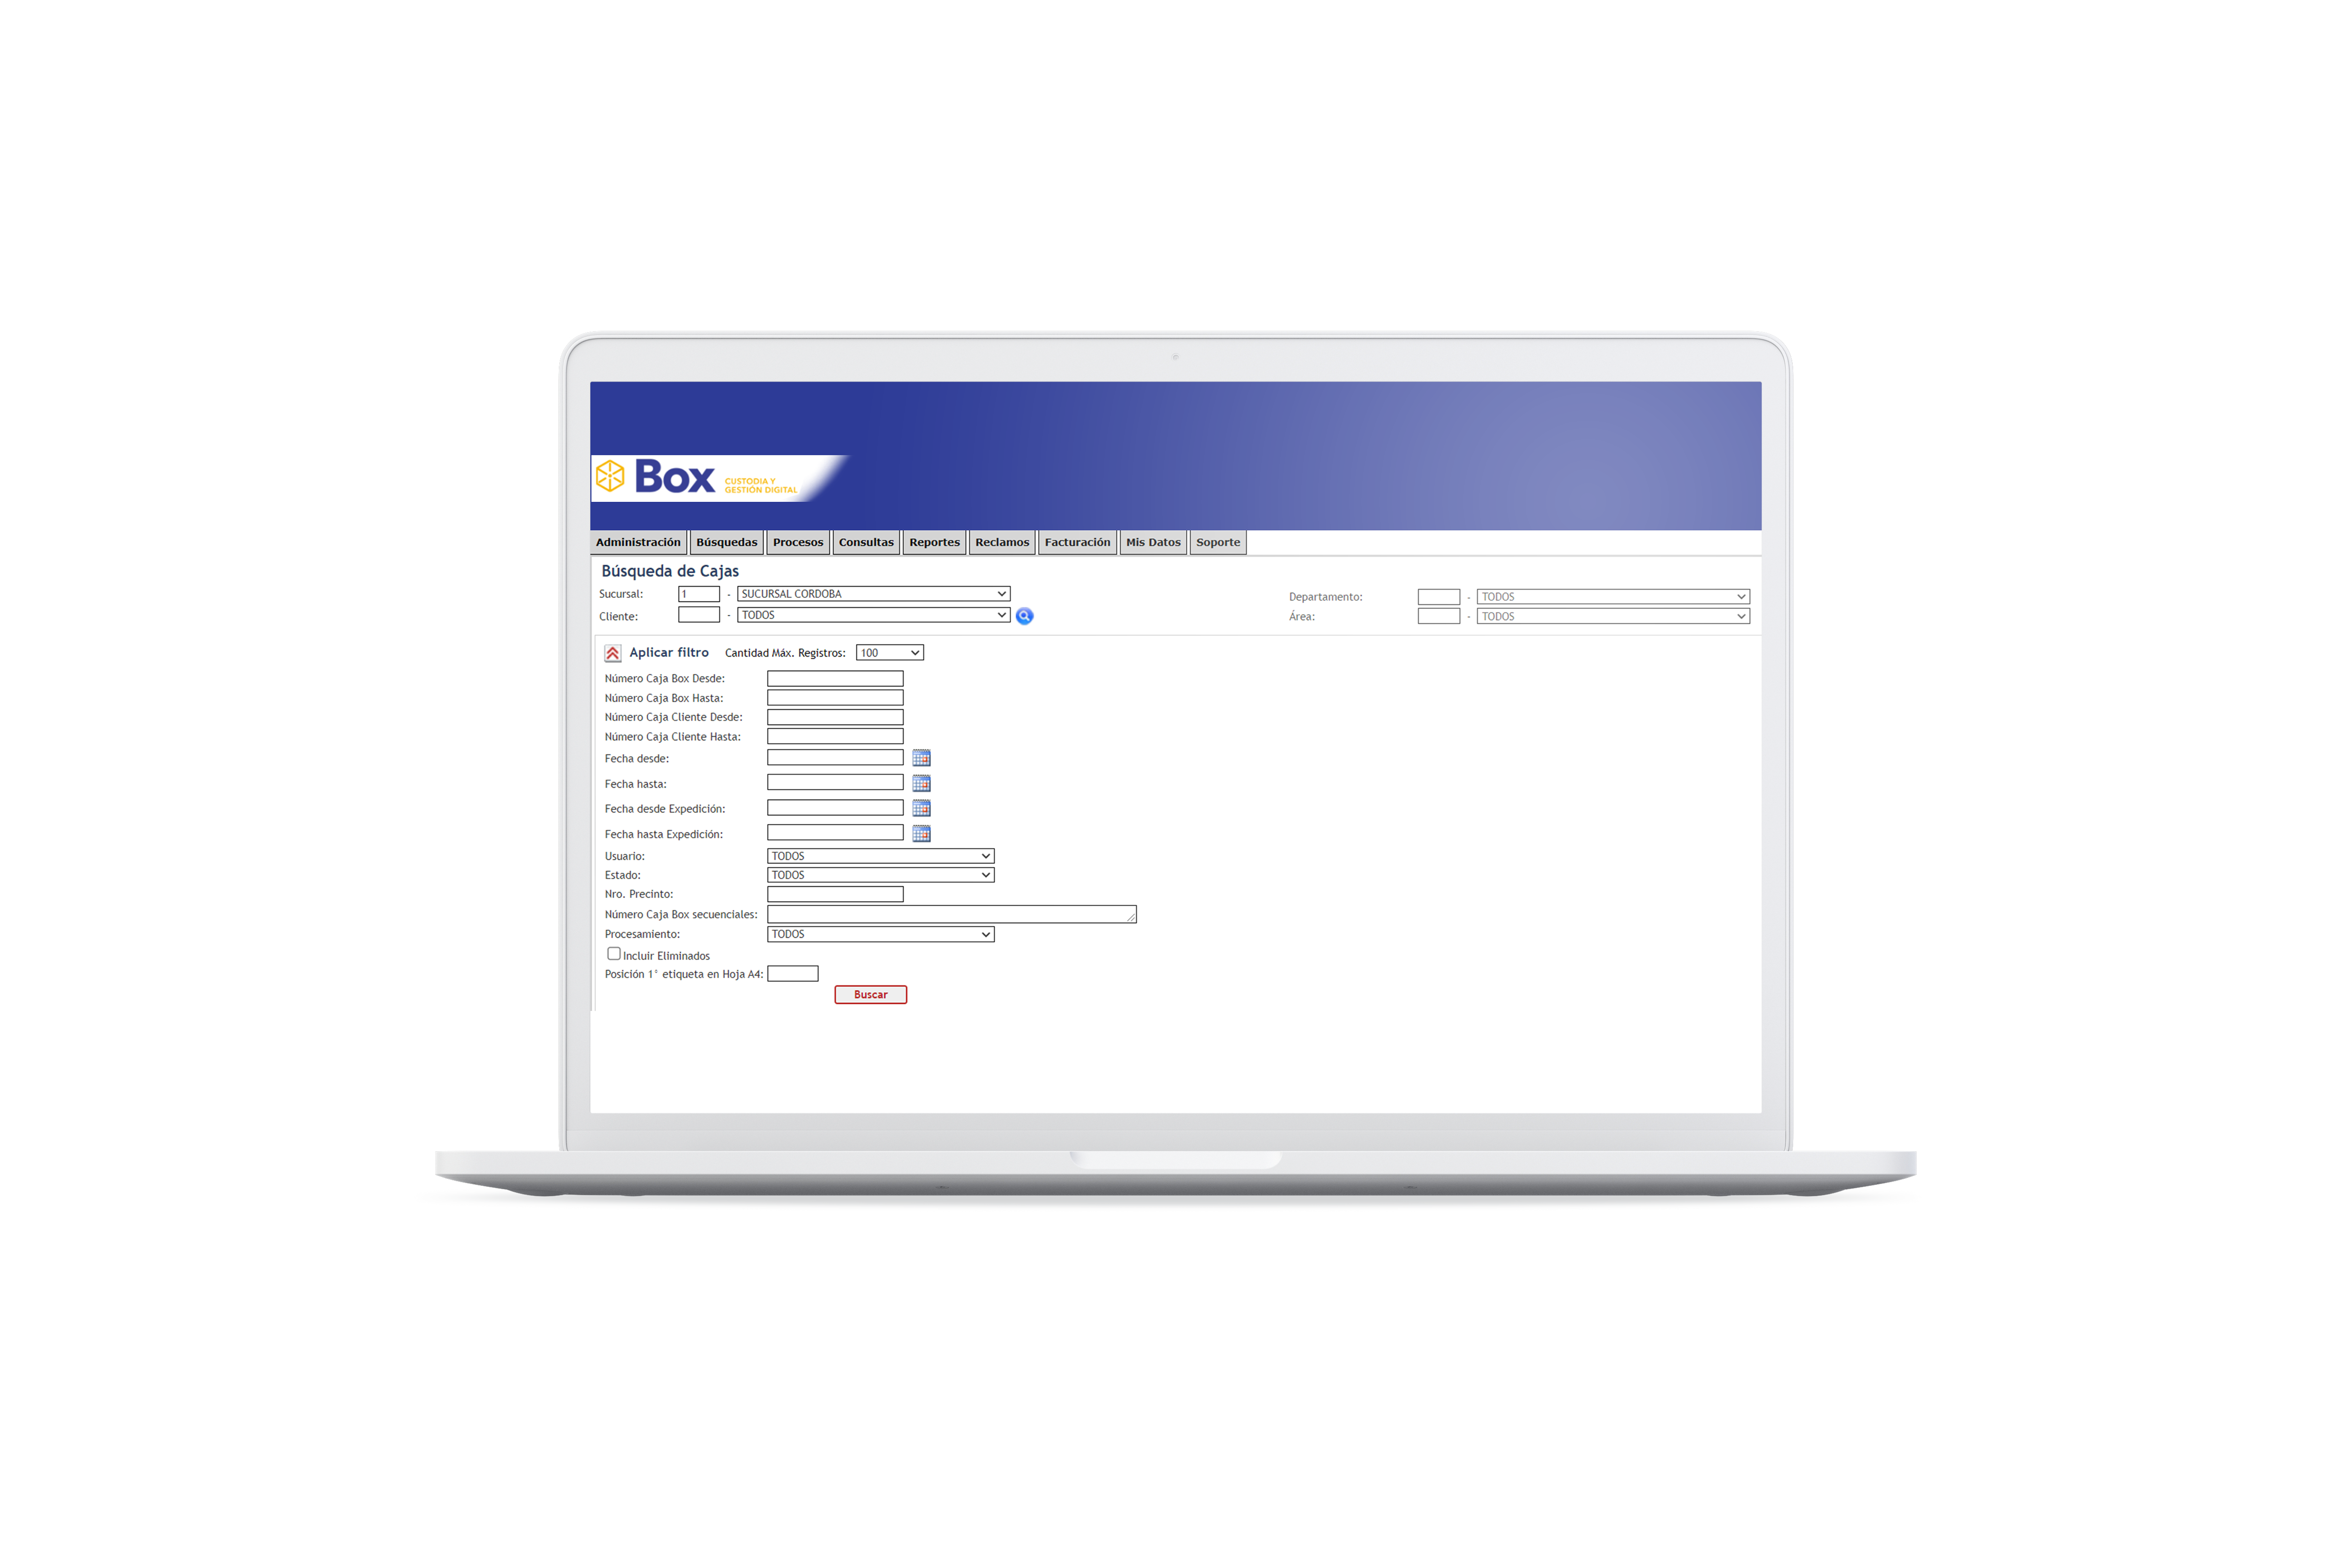 Box CUSTODIA Y
GESTIÓN DIGITAL
Administración Búsquedas Procesos Consultas Reportes Reclamos Facturación Mis Datos Soporte
Búsqueda de Cajas
Sucursal: 1 - SUCURSAL CORDOBA
Departamento: - TODOS
Cliente: - TODOS
Área: - TODOS
Aplicar filtro Cantidad Máx. Registros: 100
Número Caja Box Desde:
Número Caja Box Hasta:
Número Caja Cliente Desde:
Número Caja Cliente Hasta:
Fecha desde:
Fecha hasta:
Fecha desde Expedición:
Fecha hasta Expedición:
Usuario: TODOS
Estado: TODOS
Nro. Precinto:
Número Caja Box secuenciales:
Procesamiento: TODOS
Incluir Eliminados
Posición 1° etiqueta en Hoja A4:
Buscar